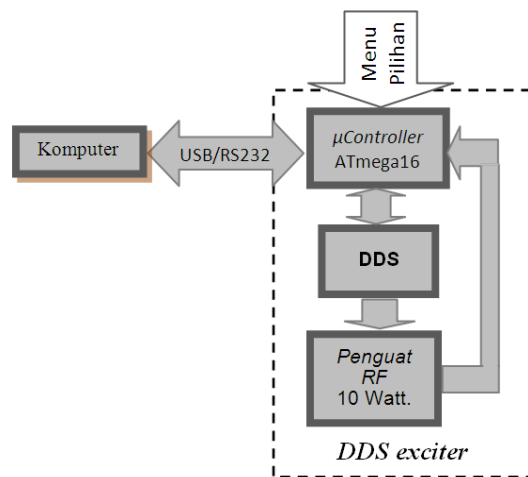 Menu
Pilihan
Komputer
USB/RS232
μController
ATmega16
DDS
Penguat
RF
10 Watt.
DDS exciter